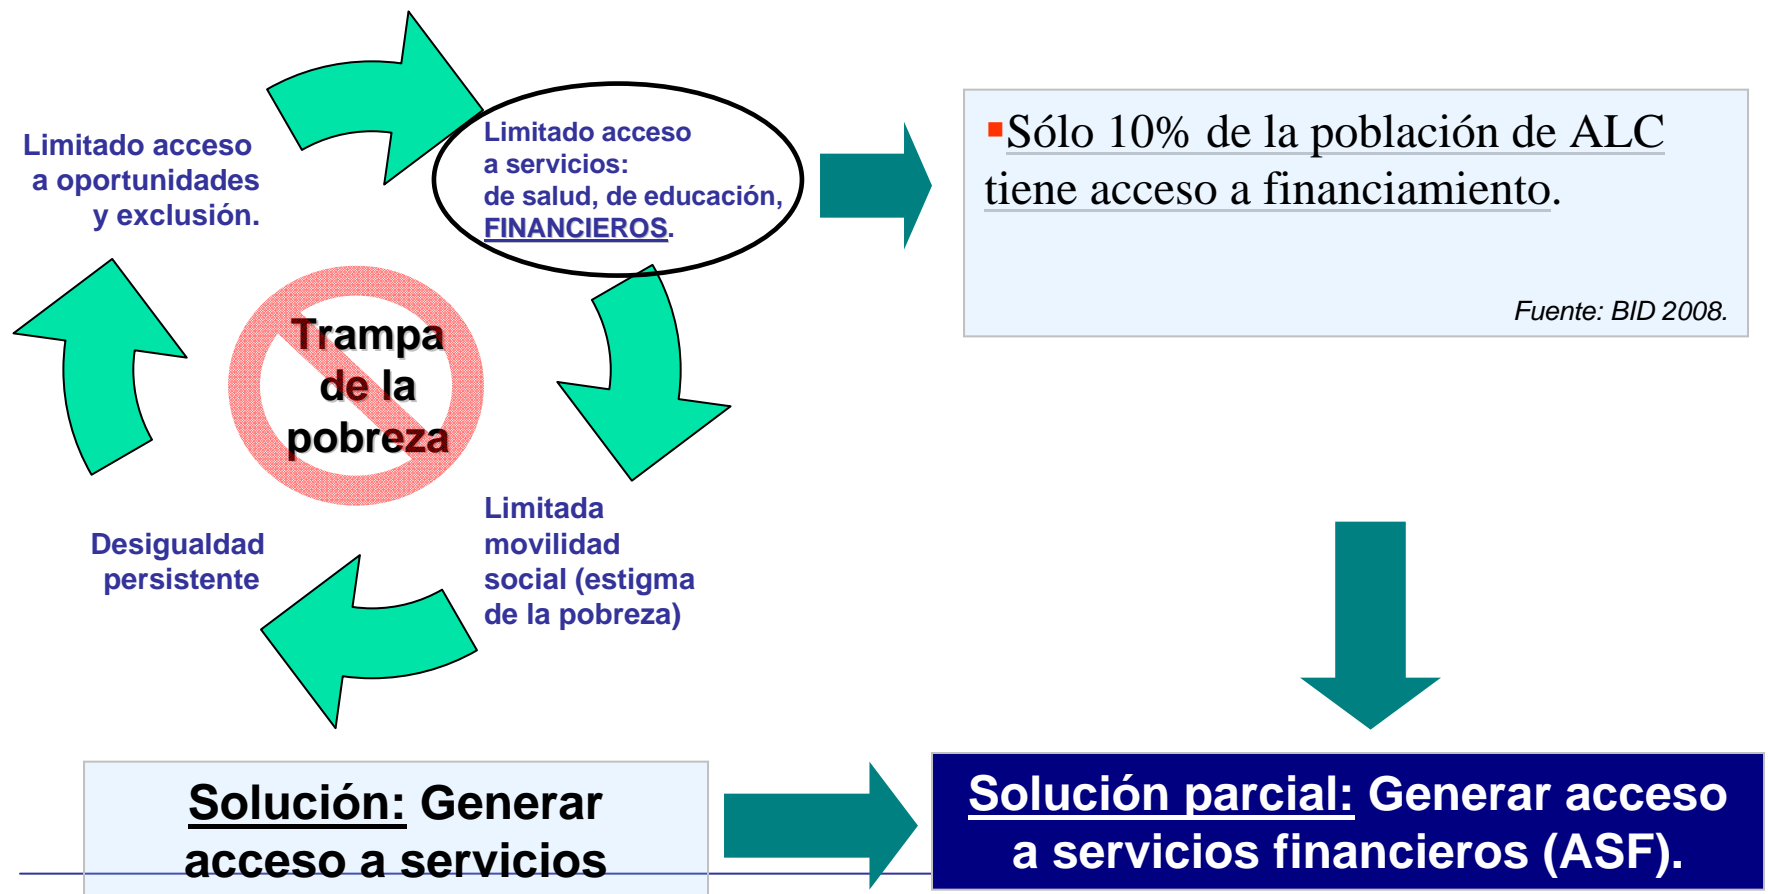 Limitado acceso
a oportunidades
y exclusión.
Limitado acceso
a servicios:
de salud, de educación,
FINANCIEROS.
▪Sólo 10% de la población de ALC
tiene acceso a financiamiento.
Fuente: BID 2008.
Trampa
de la
pobreza
Limitada
movilidad
social (estigma
de la pobreza)
Desigualdad
persistente
Solución: Generar
acceso a servicios
Solución parcial: Generar acceso
a servicios financieros (ASF).